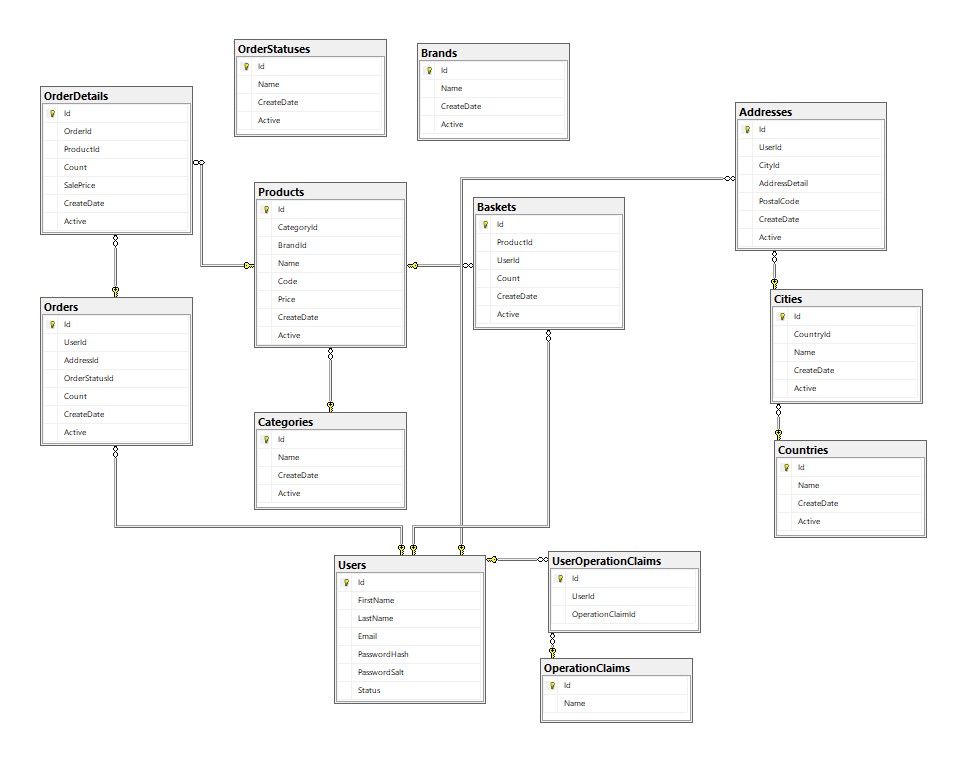 OrderStatuses
Id
Name
CreateDate
Active
Brands
Id
Name
CreateDate
Active
OrderDetails
Id
OrderId
ProductId
Count
SalePrice
CreateDate
Active
Addresses
Id
UserId
CityId
AddressDetail
PostalCode
CreateDate
Active
Products
Id
CategoryId
BrandId
Name
Code
Price
CreateDate
Active
Baskets
Id
ProductId
UserId
Count
CreateDate
Active
Orders
Id
UserId
AddressId
OrderStatusId
Count
CreateDate
Active
Cities
Id
CountryId
Name
CreateDate
Active
Categories
Id
Name
CreateDate
Active
Countries
Id
Name
CreateDate
Active
Users
Id
FirstName
LastName
Email
PasswordHash
PasswordSalt
Status
UserOperationClaims
Id
UserId
OperationClaimId
OperationClaims
Id
Name